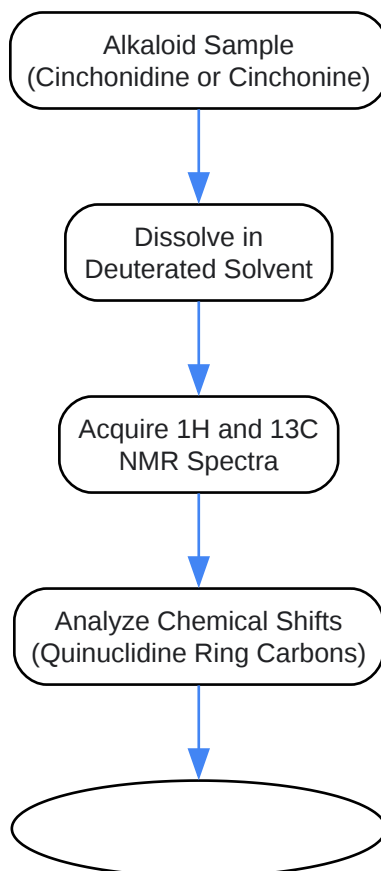 Alkaloid Sample
(Cinchonidine or Cinchonine)
Dissolve in
Deuterated Solvent
Acquire 1H and 13C
NMR Spectra
Analyze Chemical Shifts
(Quinuclidine Ring Carbons)